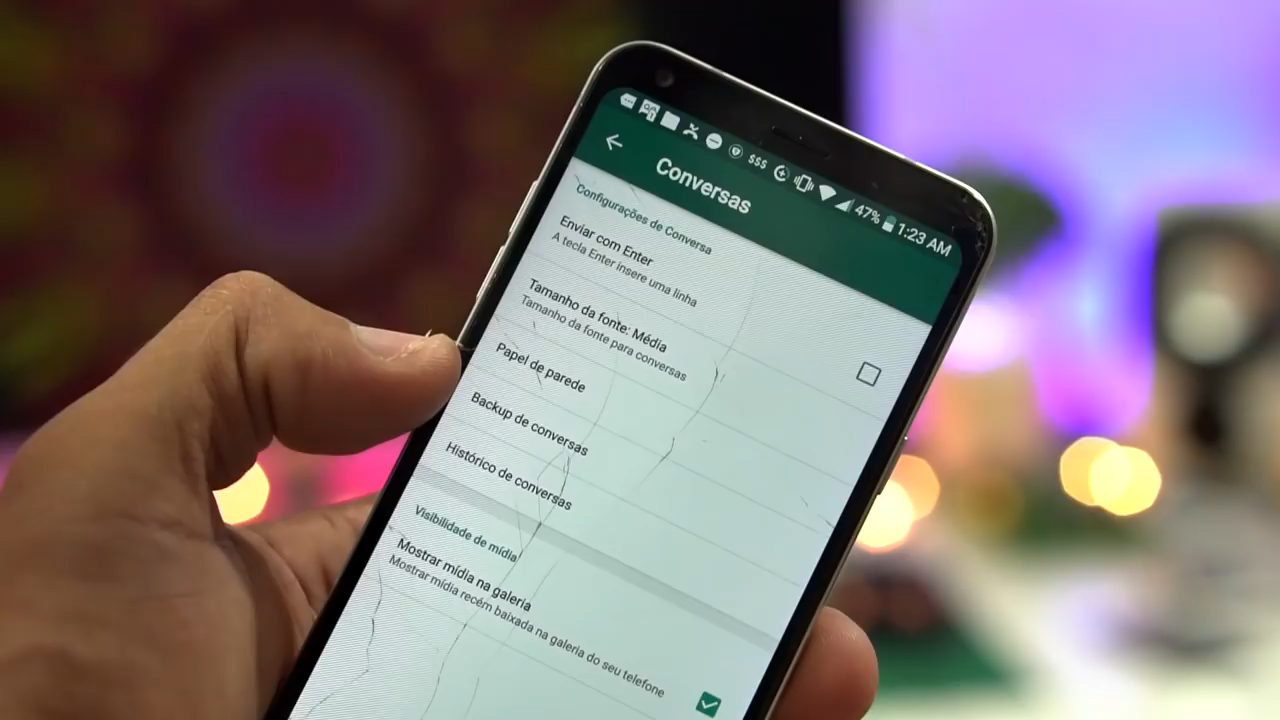 $$$ 47% 1:23 AM
Conversas
Configurações de Conversa
Enviar com Enter
A tecla Enter insere uma linha
Tamanho da fonte: Média
Tamanho da fonte para conversas
Papel de parede
Backup de conversas
Histórico de conversas
Visibilidade de mídia
Mostrar mídia na galeria
Mostrar mídia recém baixada na galeria do seu telefone